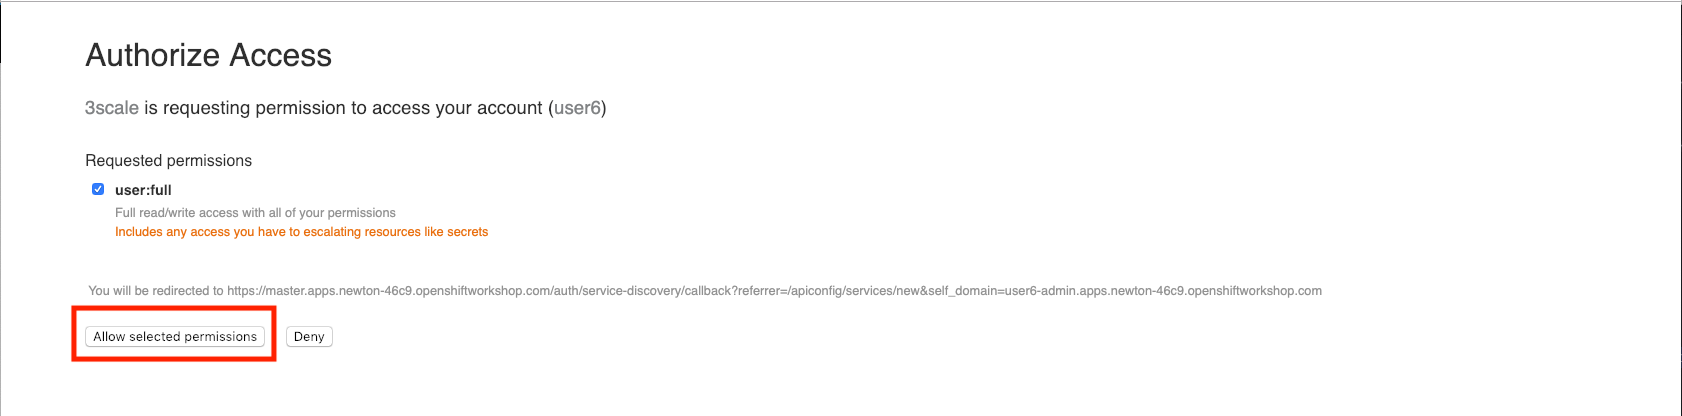 Authorize Access
3scale is requesting permission to access your account (user6)
Requested permissions
user:full
Full read/write access with all of your permissions
Includes any access you have to escalating resources like secrets
You will be redirected to https://master.apps.newton-46c9.openshiftworkshop.com/auth/service-discovery/callback?referrer=/apiconfig/services/new&self_domain=user6-admin.apps.newton-46c9.openshiftworkshop.com
Allow selected permissions Deny